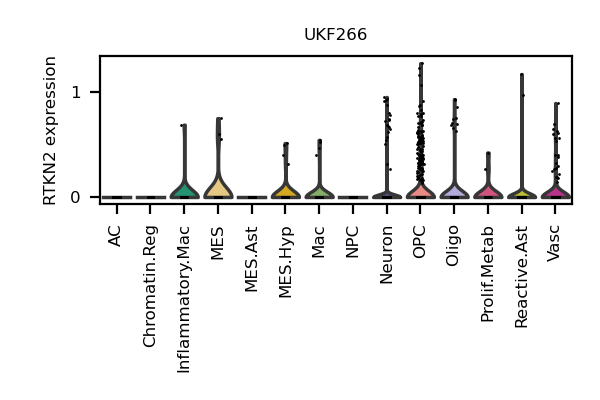 UKF266
RTKN2 expression
1
0
AC
Chromatin.Reg
Inflammatory.Mac
MES
MES.Ast
MES.Hyp
Mac
NPC
Neuron
OPC
Oligo
Prolif.Metab
Reactive.Ast
Vasc